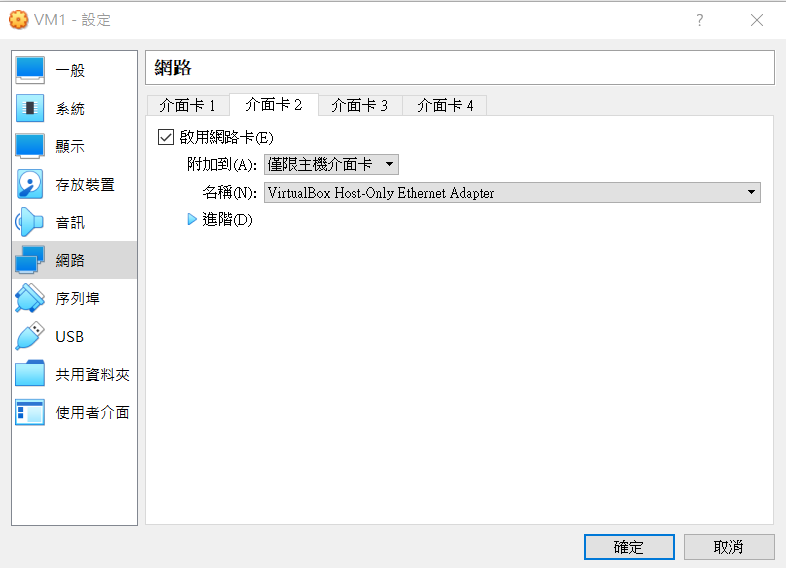 VM1 - 設定
一般
系統
顯示
存放裝置
音訊
網路
序列埠
USB
共用資料夾
使用者介面
網路
介面卡 1 介面卡 2 介面卡 3 介面卡 4
啟用網路卡(E)
附加到(A): 僅限主機介面卡
名稱(N): VirtualBox Host-Only Ethernet Adapter
進階(D)
確定 取消